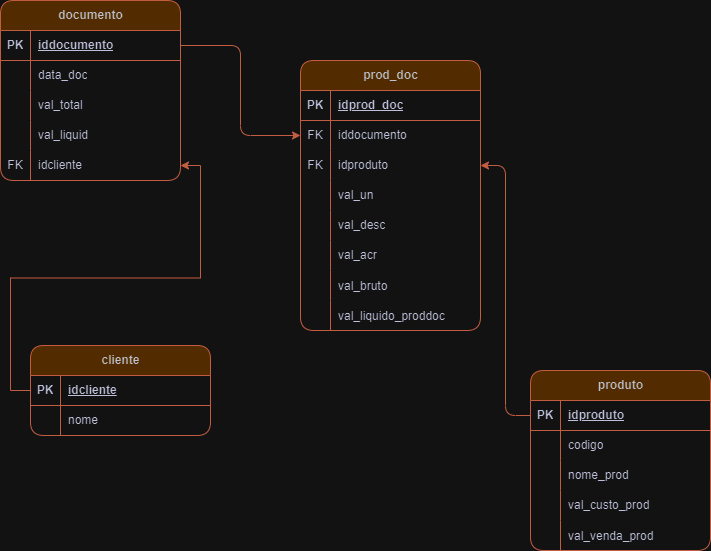 documento
PK iddocumento
data_doc
val_total
val_liquid
FK idcliente
prod_doc
PK idprod_doc
FK iddocumento
FK idproduto
val_un
val_desc
val_acr
val_bruto
val_liquido_proddoc
cliente
PK idcliente
nome
produto
PK idproduto
codigo
nome_prod
val_custo_prod
val_venda_prod